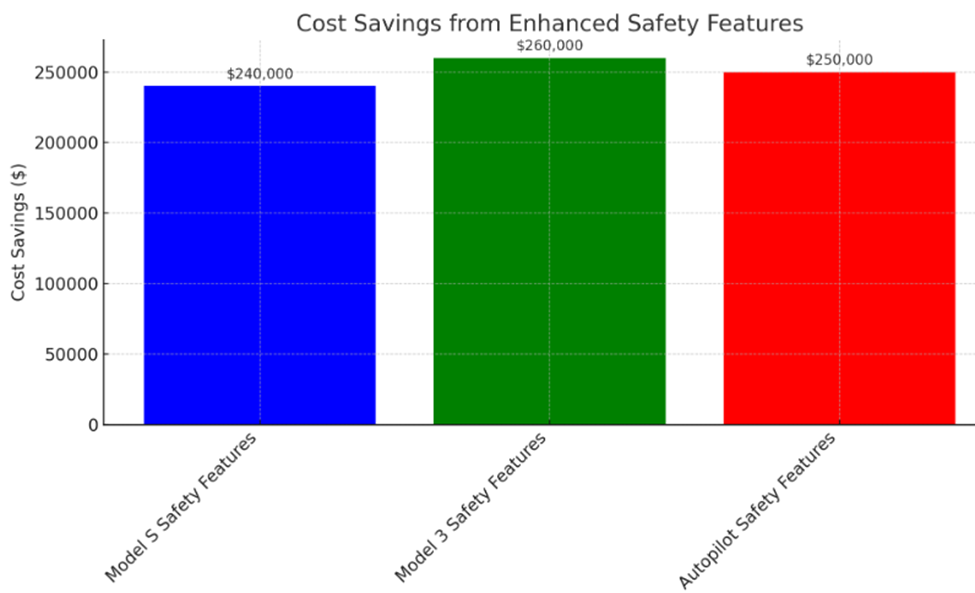 Cost Savings from Enhanced Safety Features
$260,000
$240,000
$250,000
Cost Savings ($)
250000
200000
150000
100000
50000
0
Model S Safety Features
Model 3 Safety Features
Autopilot Safety Features